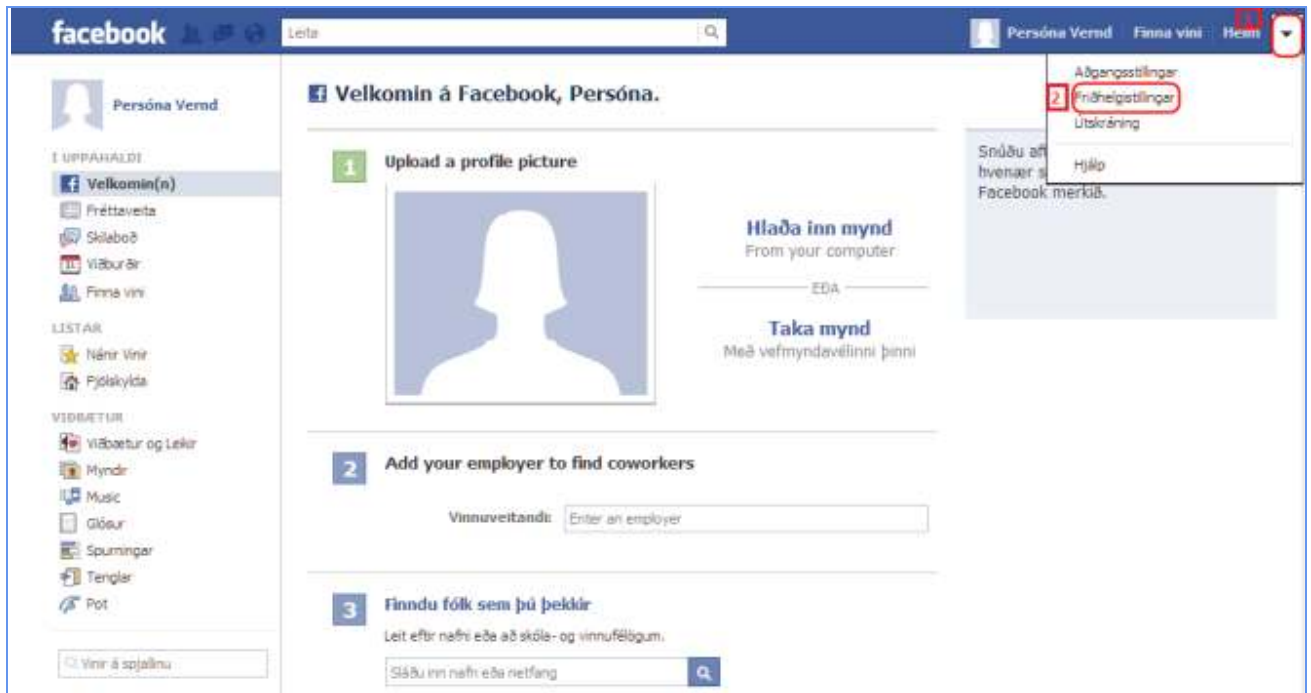 facebook
Leita
Persóna Vernd Finna vini Heim
1
Aðgangsstillingar
2 Friðhelgistillingar
Útskráning
Hjálp
Persóna Vernd
Velkomin á Facebook, Persóna.
Í UPPÁHALDI
Velkomin(n)
Fréttaveita
Skilaboð
Viðburðir
Finna vini
LISTAR
Nánir Vinir
Fjölskylda
VIÐBÆTUR
Viðbætur og Leikir
Myndir
Music
Glósur
Spurningar
Tenglar
Pot
Vinir á spjallinu
1 Upload a profile picture
Hlaða inn mynd
From your computer
EÐA
Taka mynd
Með vefmyndavélinni þinni
2 Add your employer to find coworkers
Vinnuveitandi: Enter an employer
3 Finndu fólk sem þú þekkir
Leit eftir nafni eða að skóla- og vinnufélögum.
Sláðu inn nafn eða netfang
Snúðu aft
hvenær s
Facebook merkið.